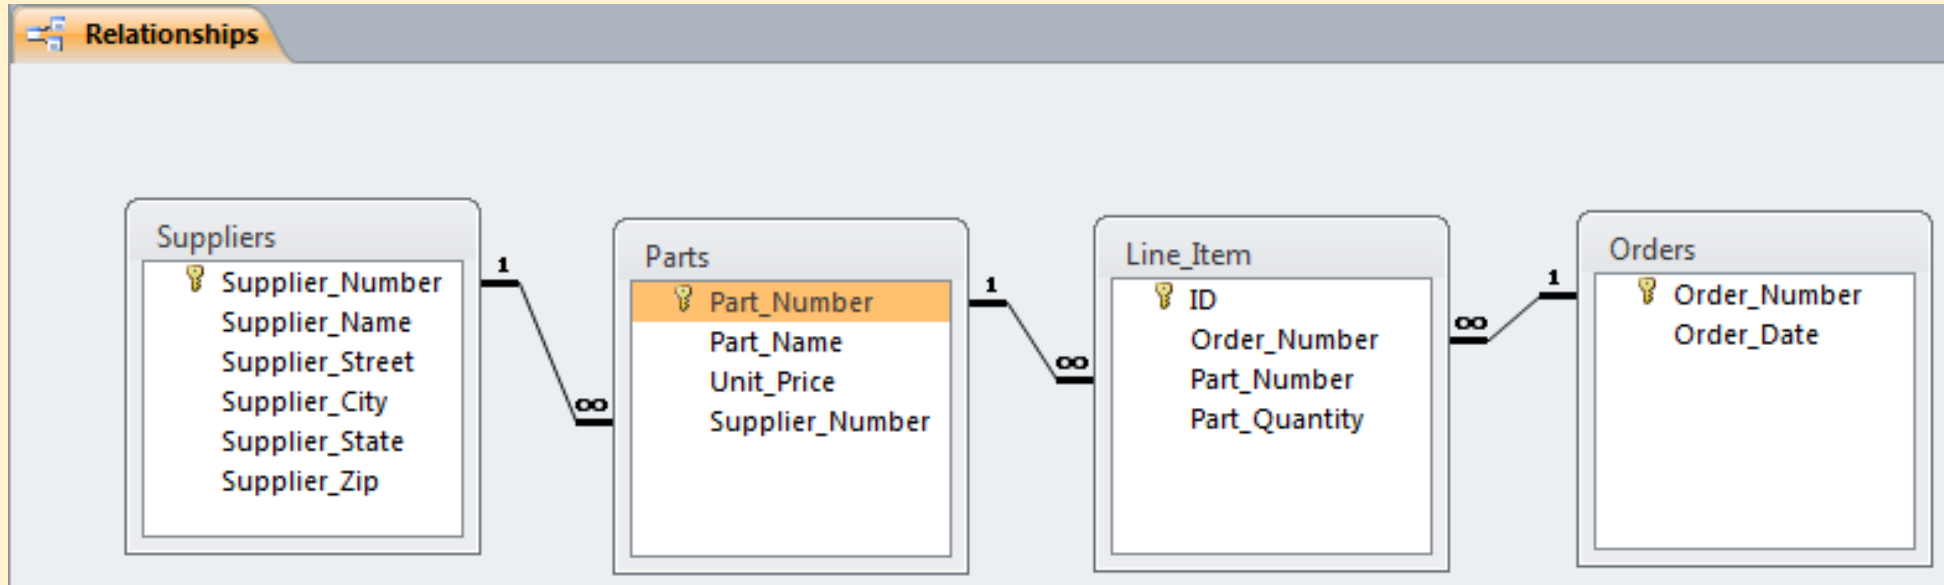 Relationships
Suppliers
Supplier_Number
Supplier_Name
Supplier_Street
Supplier_City
Supplier_State
Supplier_Zip
1
∞
Parts
Part_Number
Part_Name
Unit_Price
Supplier_Number
1
∞
Line_Item
ID
Order_Number
Part_Number
Part_Quantity
∞
1
Orders
Order_Number
Order_Date